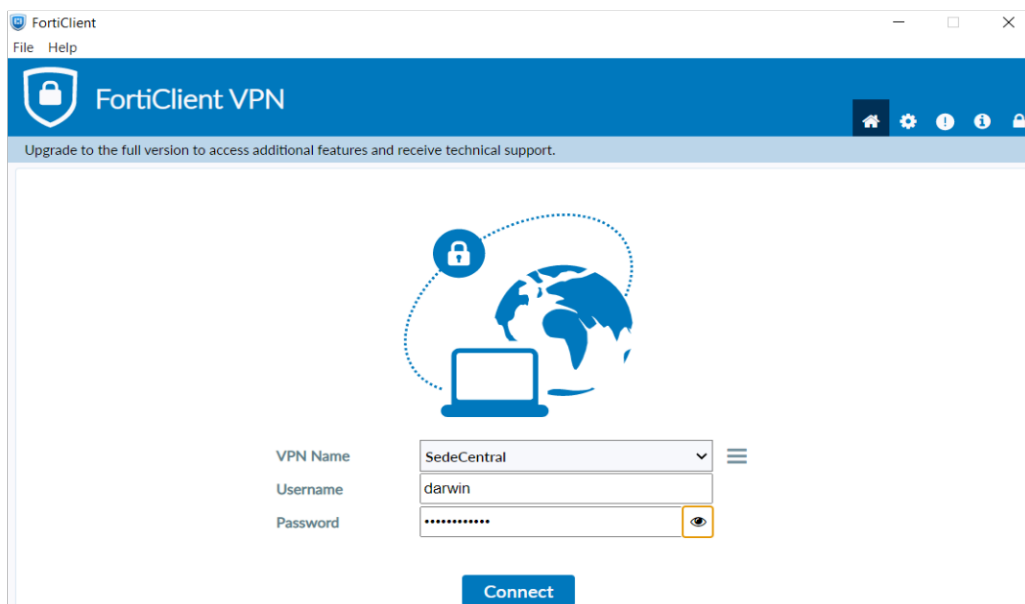 FortiClient
File Help
FortiClient VPN
Upgrade to the full version to access additional features and receive technical support.
VPN Name SedeCentral
Username darwin
Password ••••••••••••
Connect